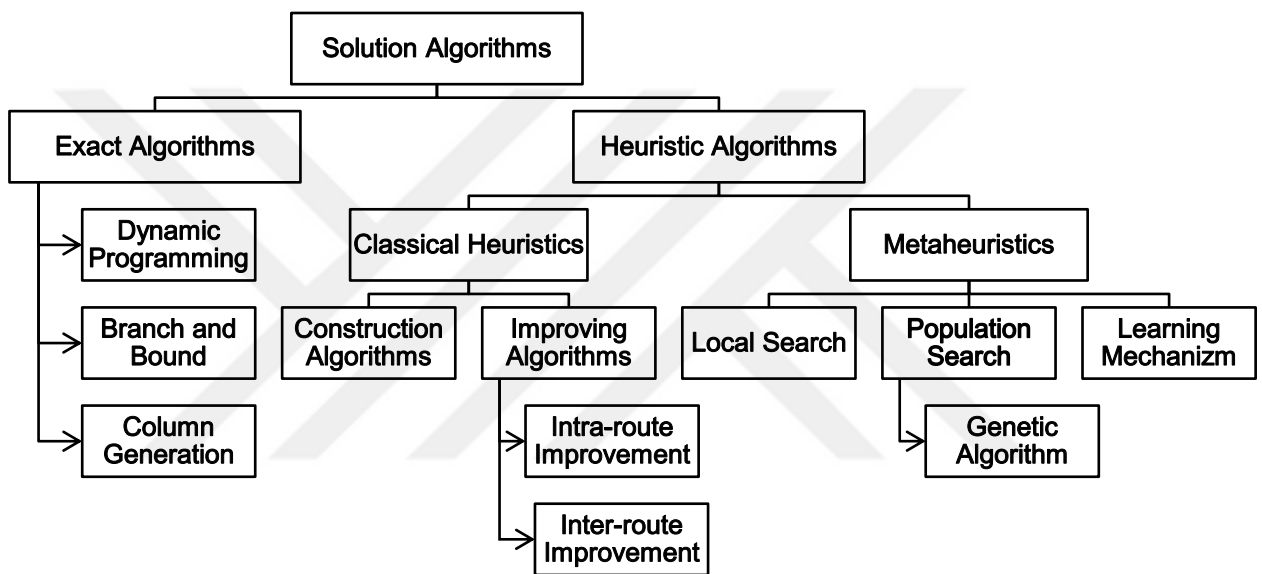 Solution Algorithms
Exact Algorithms
Heuristic Algorithms
Dynamic
Programming
Classical Heuristics
Metaheuristics
Branch and
Bound
Construction
Algorithms
Improving
Algorithms
Local Search
Population
Search
Learning
Mechanizm
Column
Generation
Intra-route
Improvement
Genetic
Algorithm
Inter-route
Improvement